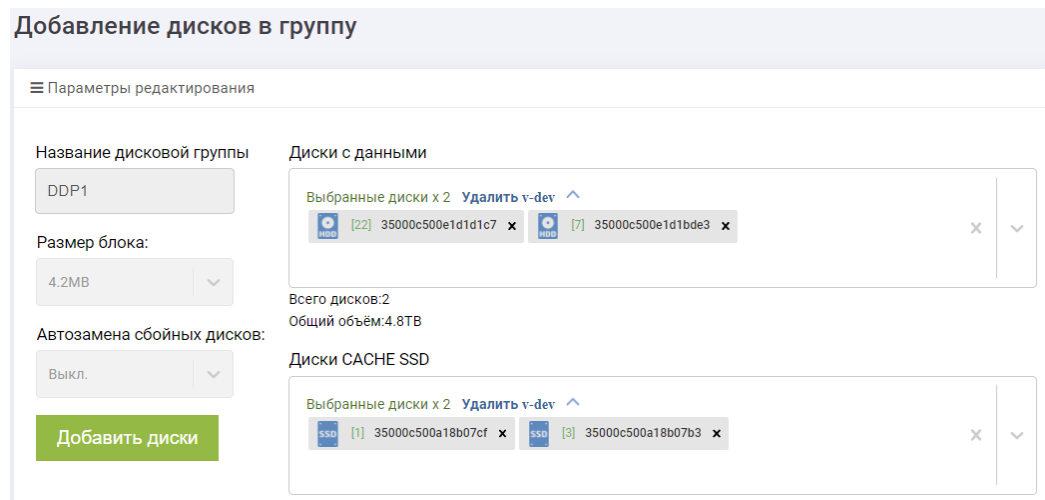 Добавление дисков в группу
Параметры редактирования
Название дисковой группы
DDP1
Размер блока:
4.2MB
Автозамена сбойных дисков:
Выкл.
Добавить диски
Диски с данными
Выбранные диски x 2 Удалить v-dev
HDD [22] 35000c500e1d1d1c7 x HDD [7] 35000c500e1d1bde3 x
Всего дисков:2
Общий объём:4.8TB
Диски CACHE SSD
Выбранные диски x 2 Удалить v-dev
SSD [1] 35000c500a18b07cf x SSD [3] 35000c500a18b07b3 x